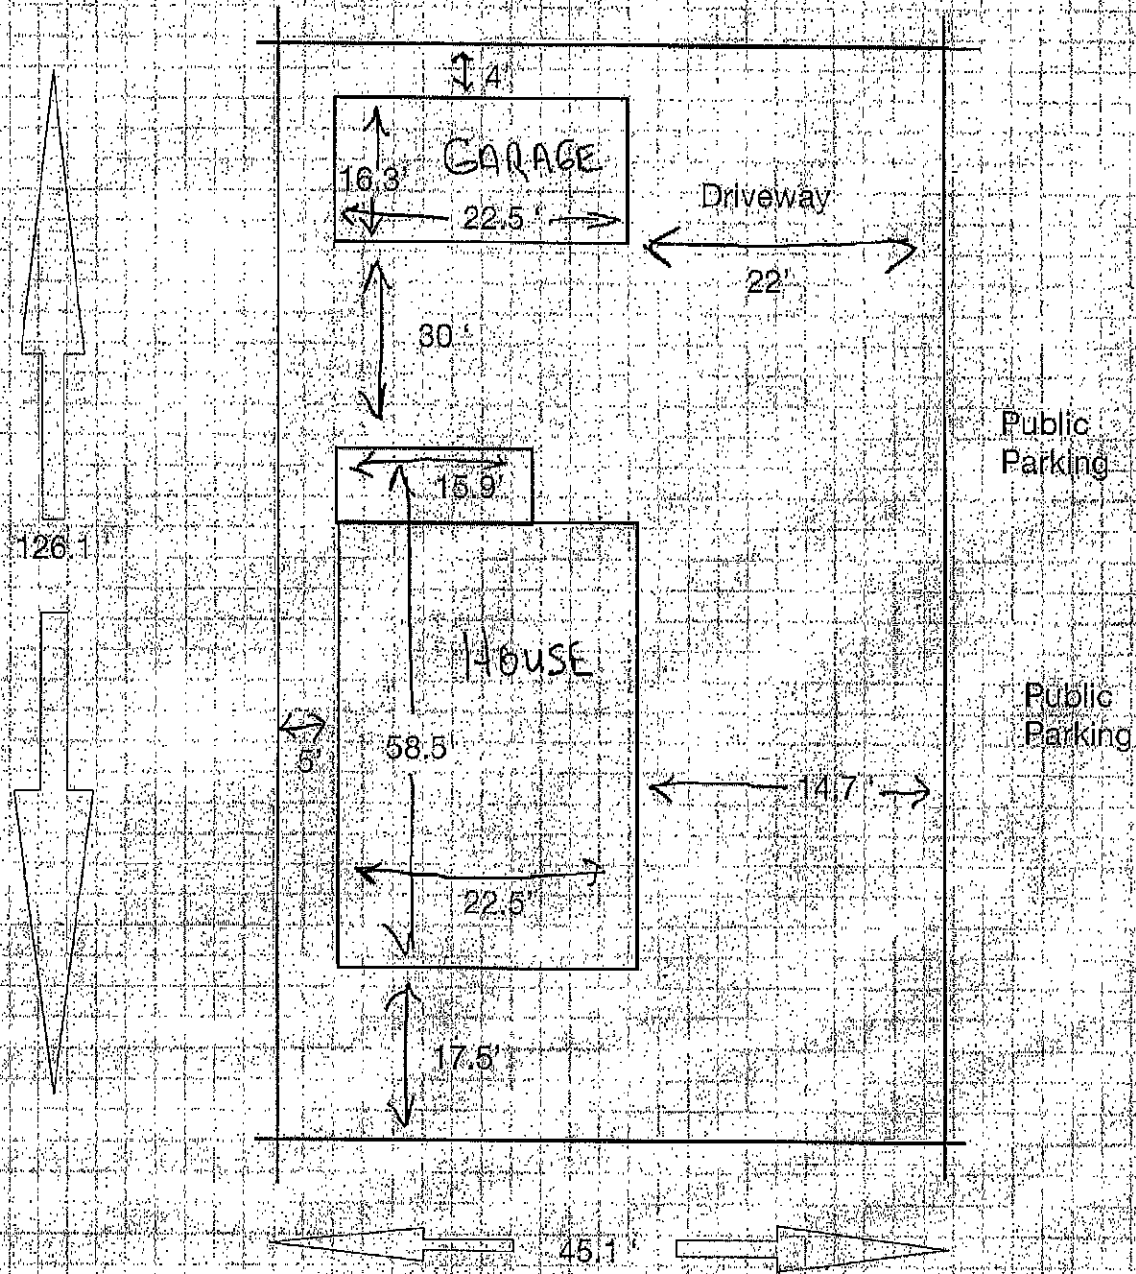 4'
GARAGE
16.3'
22.5 '
Driveway
22'
30 '
Public
Parking
15.9'
126.1 '
HOUSE
Public
Parking
5'
58.5'
14.7 '
22.5'
17.5'
45.1 '